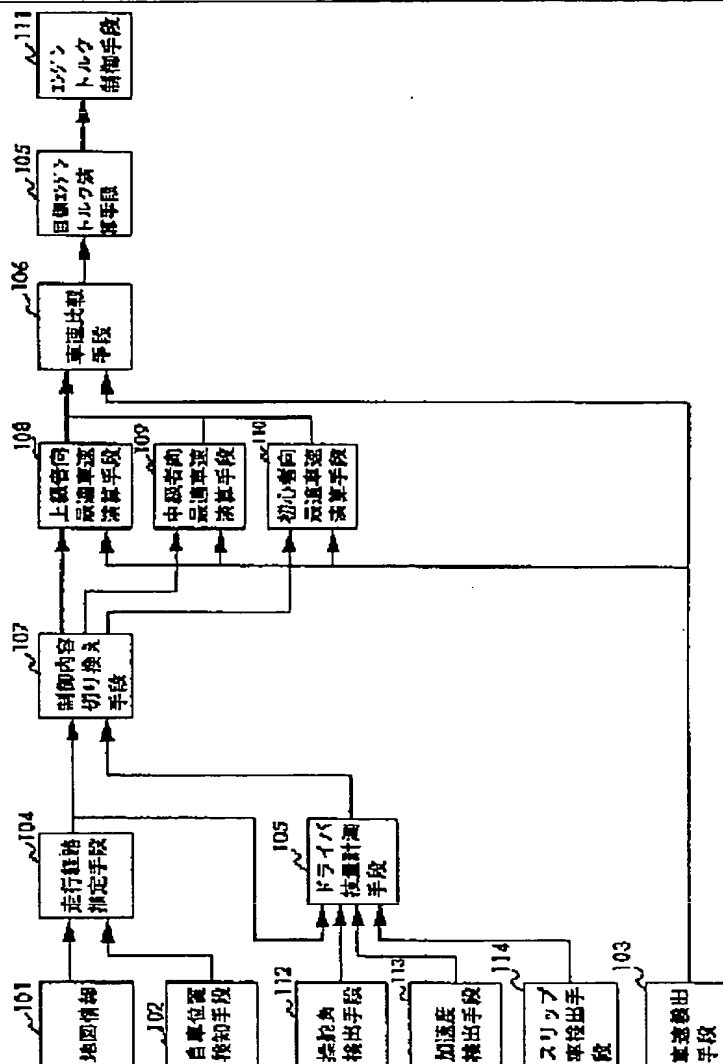 101
地図情報
102
自車位置
検知手段
112
操舵角
検出手段
113
加速度
検出手段
114
スリップ
率検出手
段
103
車速検出
手段
104
走行経路
推定手段
105
ドライバ
技量計測
手段
107
制御内容
切り換え
手段
108
上級者向
最適車速
演算手段
109
中級者向
最適車速
演算手段
110
初心者向
最適車速
演算手段
106
車速比較
手段
105
目標エンジン
トルク演
算手段
111
エンジン
トルク
制御手段